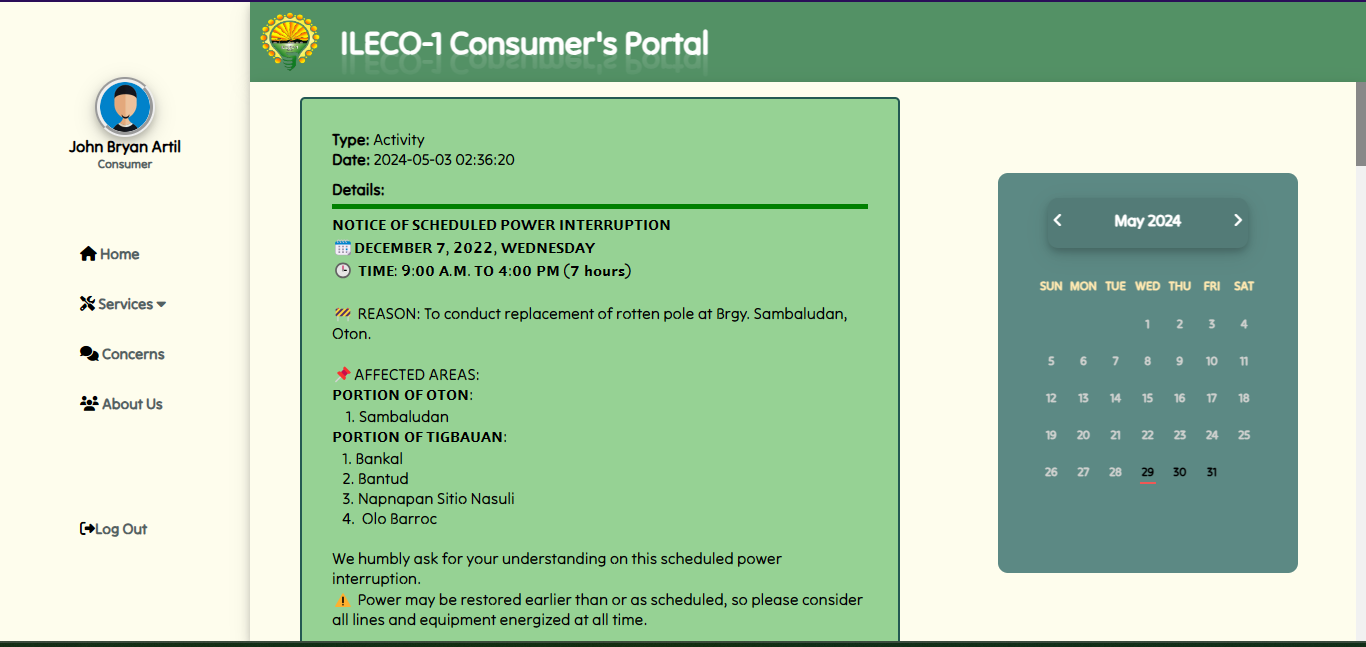 ILECO-1 Consumer's Portal
John Bryan Artil
Consumer
Home
Services
Concerns
About Us
Log Out
Type: Activity
Date: 2024-05-03 02:36:20
Details:
NOTICE OF SCHEDULED POWER INTERRUPTION
🗓️ DECEMBER 7, 2022, WEDNESDAY
🕒 TIME: 9:00 A.M. TO 4:00 PM (7 hours)
🚧 REASON: To conduct replacement of rotten pole at Brgy. Sambaludan,
Oton.
📌 AFFECTED AREAS:
PORTION OF OTON:
1. Sambaludan
PORTION OF TIGBAUAN:
1. Bankal
2. Bantud
3. Napnapan Sitio Nasuli
4. Olo Barroc
We humbly ask for your understanding on this scheduled power
interruption.
⚠️ Power may be restored earlier than or as scheduled, so please consider
all lines and equipment energized at all time.
May 2024
SUN MON TUE WED THU FRI SAT
1 2 3 4
5 6 7 8 9 10 11
12 13 14 15 16 17 18
19 20 21 22 23 24 25
26 27 28 29 30 31